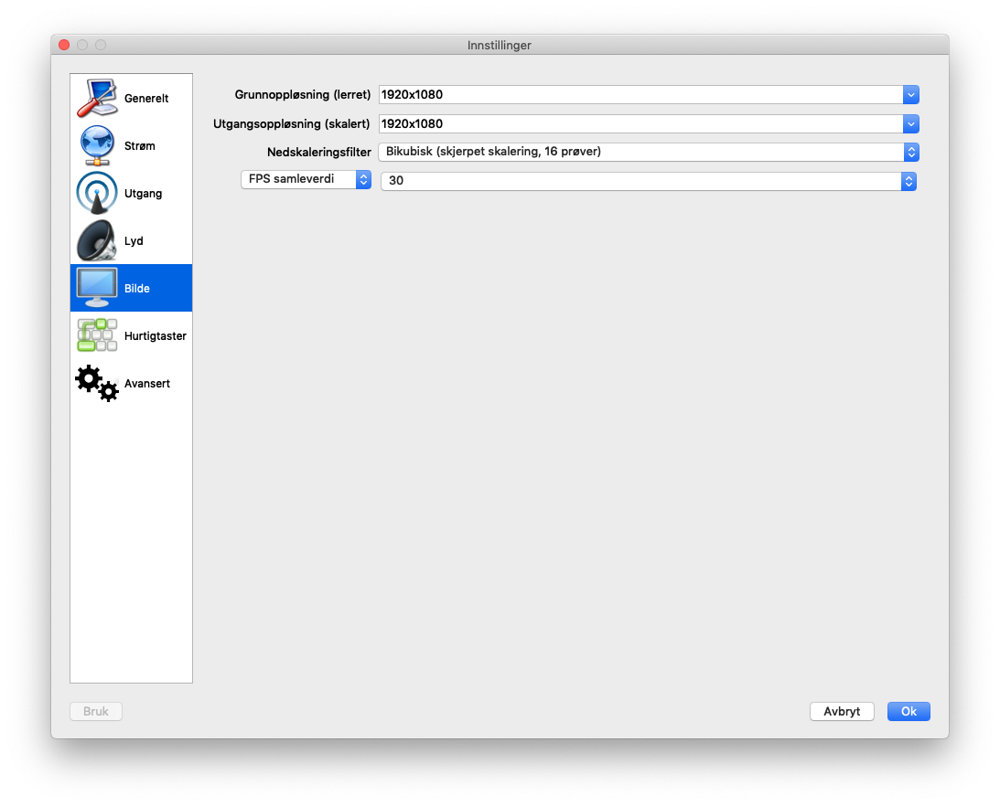 Innstillinger
Generelt
Strøm
Utgang
Lyd
Bilde
Hurtigtaster
Avansert
Grunnoppløsning (lerret) 1920x1080
Utgangsoppløsning (skalert) 1920x1080
Nedskaleringsfilter Bikubisk (skjerpet skalering, 16 prøver)
FPS samleverdi 30
Bruk Avbryt Ok